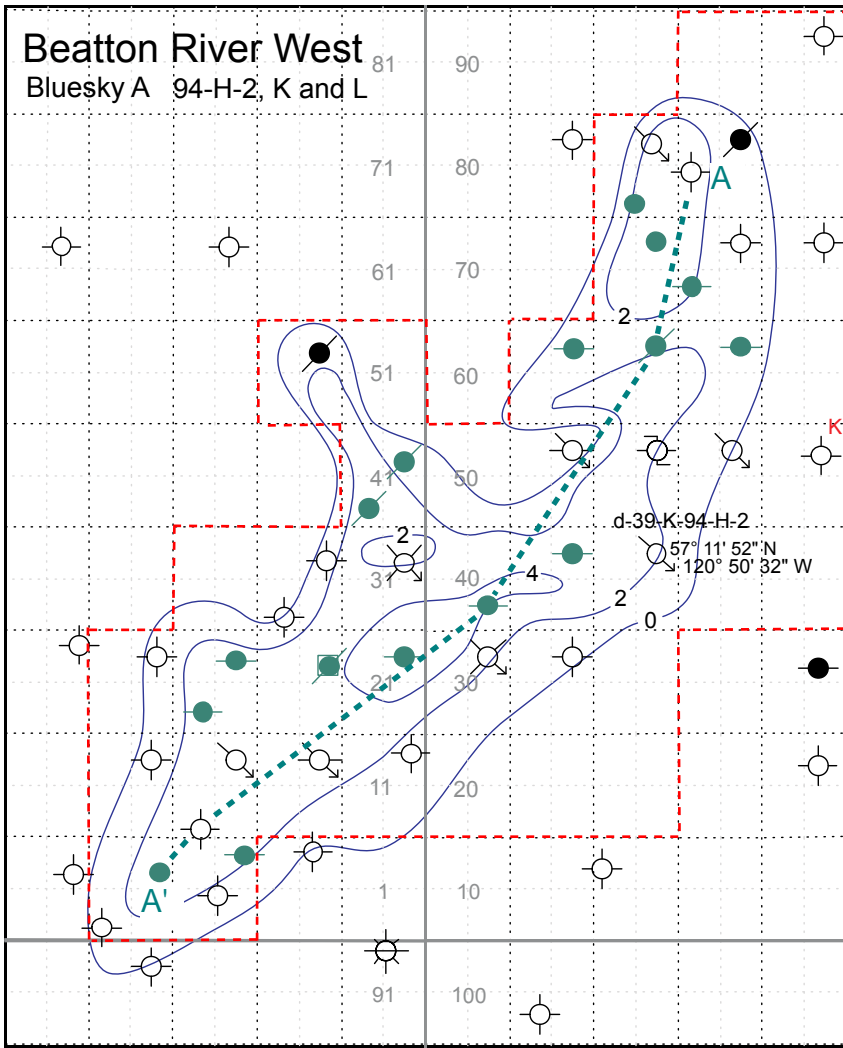 Beatton River West
Bluesky A 94-H-2, K and L
81 90
71 80
A
61 70
2
51 60
K
41 50
d-39-K-94-H-2
2
57° 11' 52" N
120° 50' 32" W
31 40
4
2
0
21 30
11 20
1 10
A'
91 100